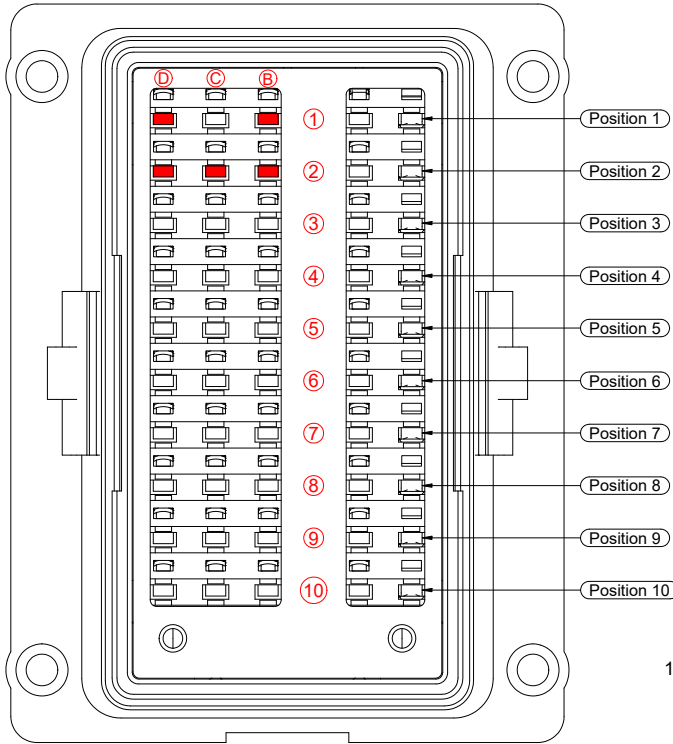 D C B
1 Position 1
2 Position 2
3 Position 3
4 Position 4
5 Position 5
6 Position 6
7 Position 7
8 Position 8
9 Position 9
10 Position 10
1